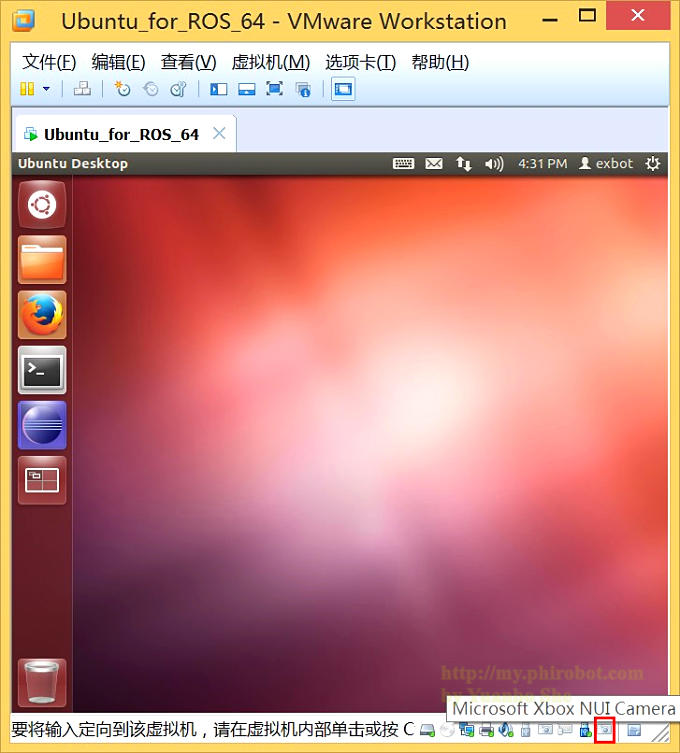 Ubuntu_for_ROS_64 - VMware Workstation
文件(F) 编辑(E) 查看(V) 虚拟机(M) 选项卡(T) 帮助(H)
Ubuntu_for_ROS_64
Ubuntu Desktop 4:31 PM exbot
http://my.phirobot.com
by Yuanbo She
Microsoft Xbox NUI Camera
要将输入定向到该虚拟机，请在虚拟机内部单击或按 C